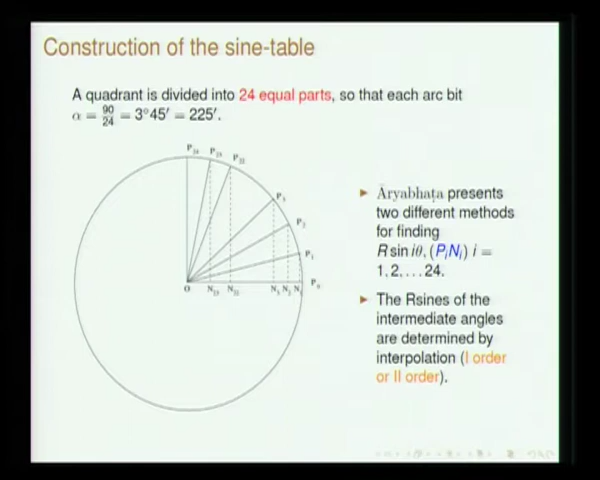 Construction of the sine-table
A quadrant is divided into 24 equal parts, so that each arc bit
α = 90/24 = 3°45′ = 225′.
P₂₄ P₂₃ P₂₂
P₃
P₂
P₁
O N₂₃ N₂₂ N₃ N₂ N₁ P₀
► Āryabhaṭa presents
two different methods
for finding
R sin iθ, (PᵢNᵢ) i =
1, 2, . . . 24.
► The Rsines of the
intermediate angles
are determined by
interpolation (I order
or II order).